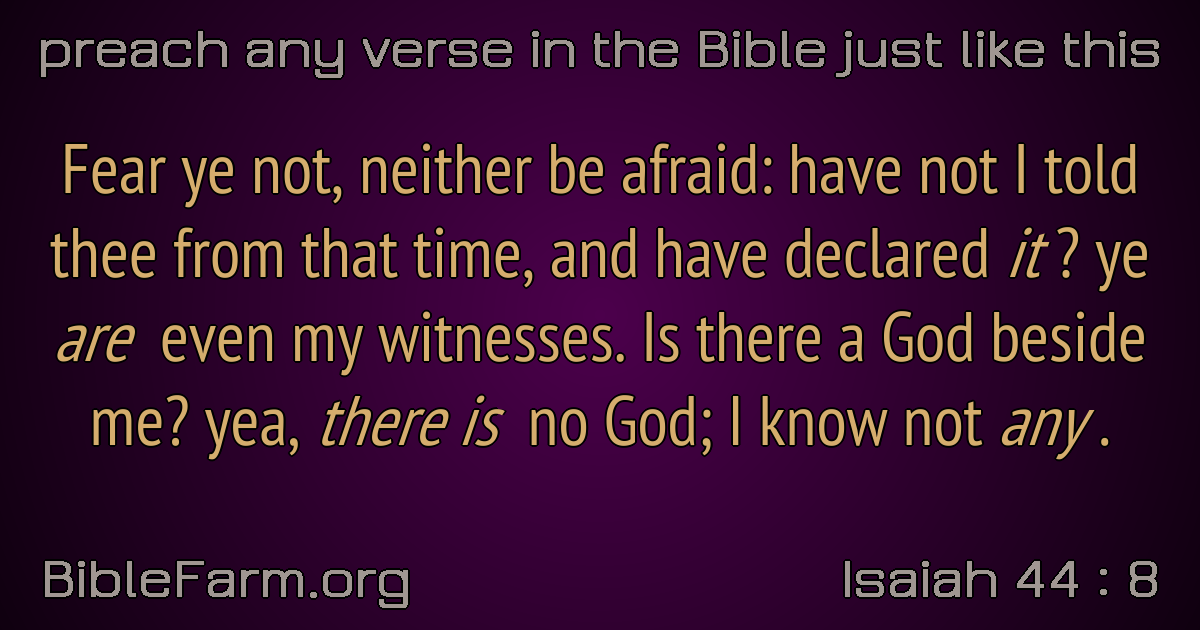 preach any verse in the Bible just like this
Fear ye not, neither be afraid: have not I told
thee from that time, and have declared it ? ye
are even my witnesses. Is there a God beside
me? yea, there is no God; I know not any .
BibleFarm.org
Isaiah 44 : 8